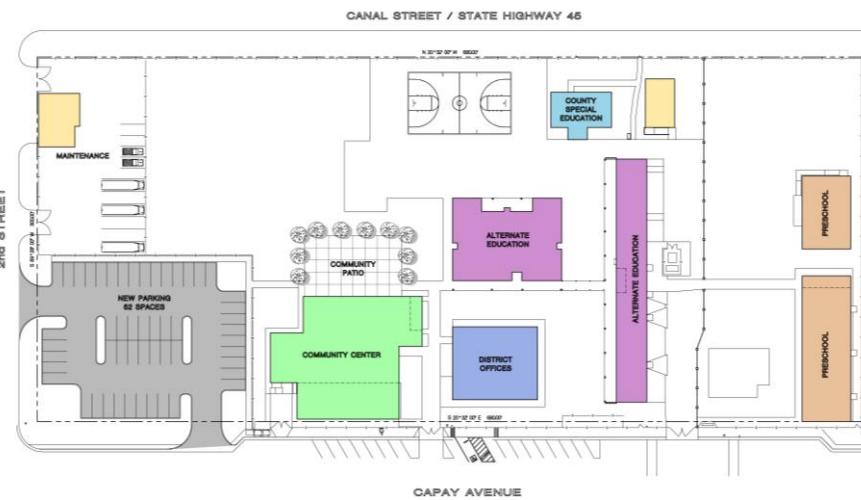 CANAL STREET / STATE HIGHWAY 45
COUNTY
SPECIAL
EDUCATION
MAINTENANCE
2nd STREET
PRESCHOOL
ALTERNATE
EDUCATION
ALTERNATE EDUCATION
COMMUNITY
PATIO
NEW PARKING
62 SPACES
COMMUNITY CENTER
DISTRICT
OFFICES
PRESCHOOL
CAPAY AVENUE